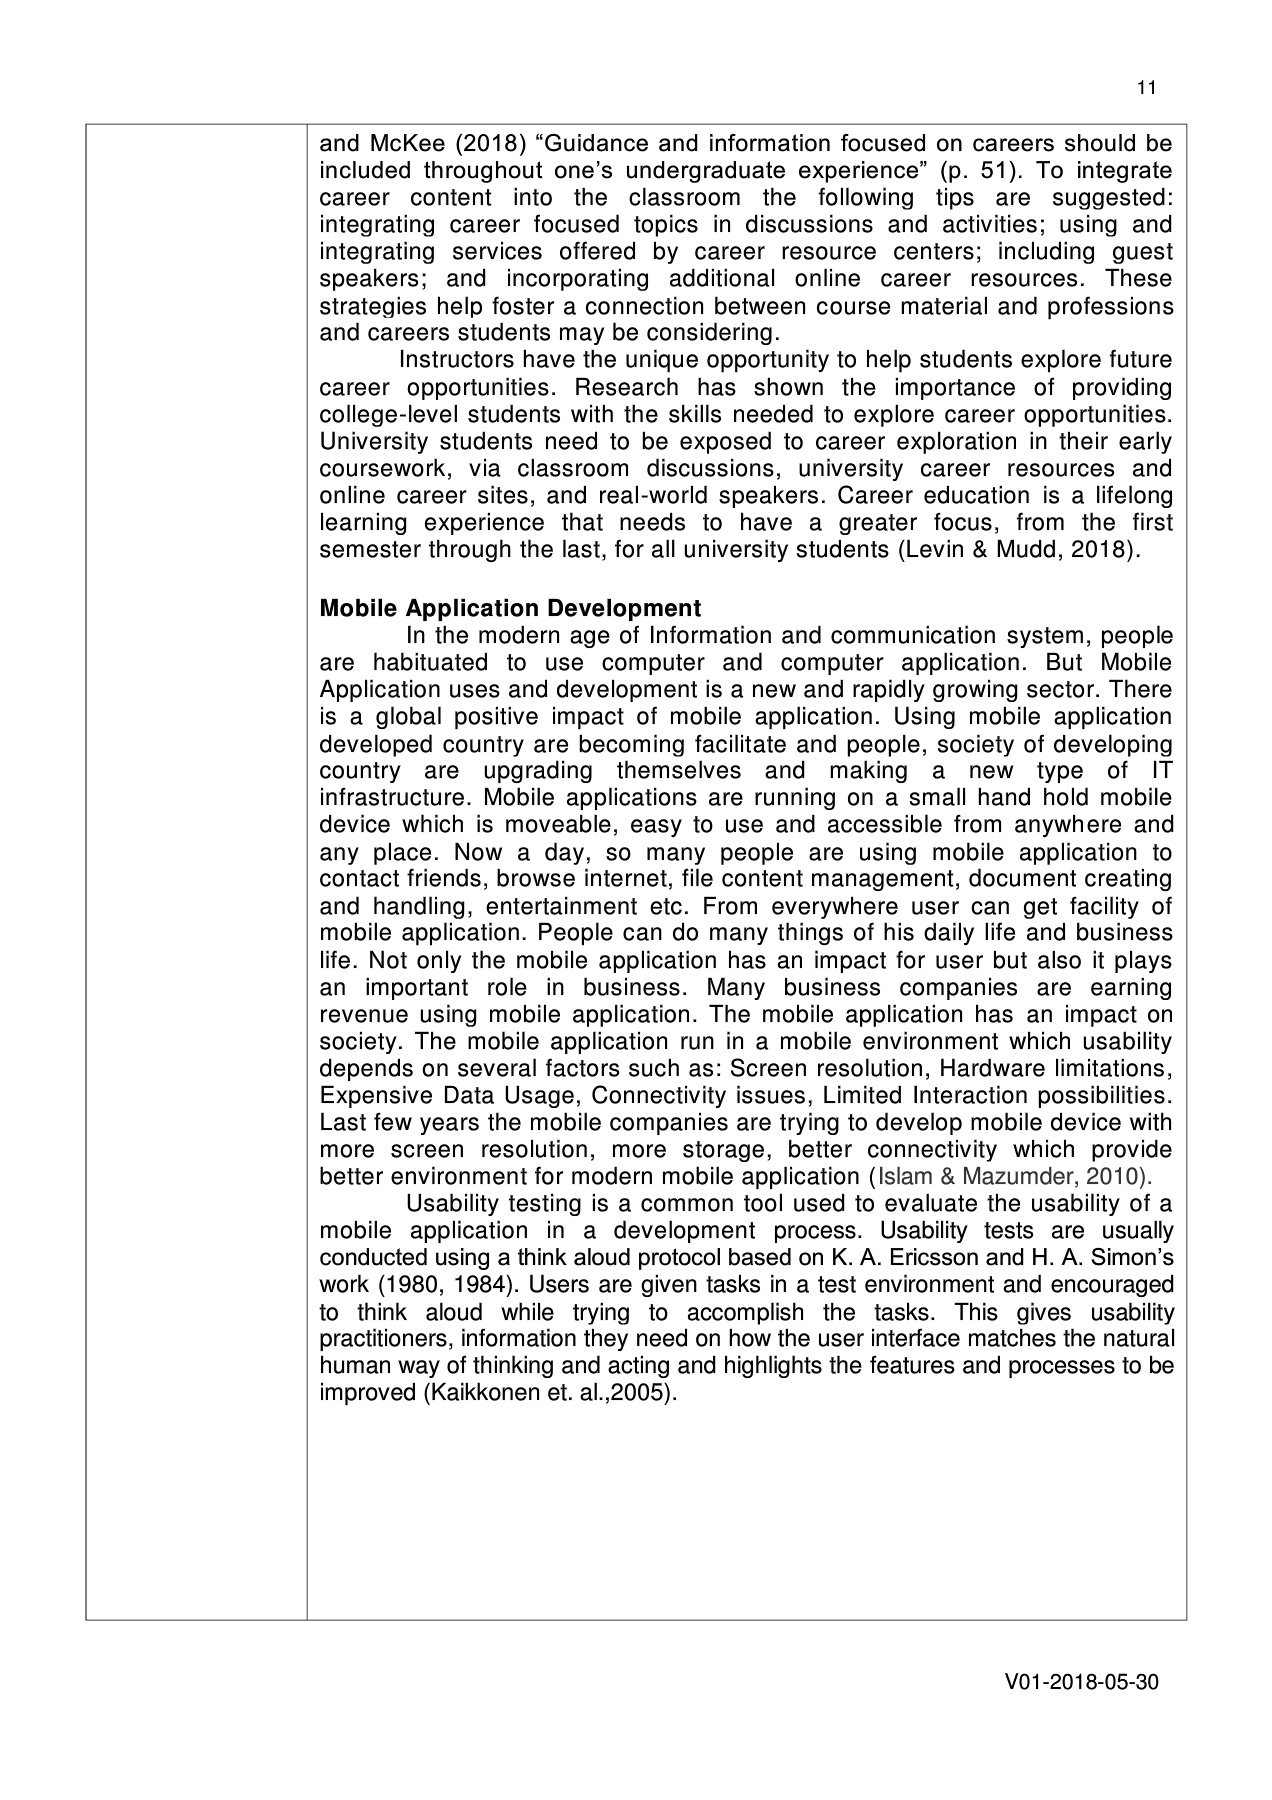 11
and McKee (2018) “Guidance and information focused on careers should be
included throughout one’s undergraduate experience” (p. 51). To integrate
career content into the classroom the following tips are suggested:
integrating career focused topics in discussions and activities; using and
integrating services offered by career resource centers; including guest
speakers; and incorporating additional online career resources. These
strategies help foster a connection between course material and professions
and careers students may be considering.
Instructors have the unique opportunity to help students explore future
career opportunities. Research has shown the importance of providing
college-level students with the skills needed to explore career opportunities.
University students need to be exposed to career exploration in their early
coursework, via classroom discussions, university career resources and
online career sites, and real-world speakers. Career education is a lifelong
learning experience that needs to have a greater focus, from the first
semester through the last, for all university students (Levin & Mudd, 2018).
Mobile Application Development
In the modern age of Information and communication system, people
are habituated to use computer and computer application. But Mobile
Application uses and development is a new and rapidly growing sector. There
is a global positive impact of mobile application. Using mobile application
developed country are becoming facilitate and people, society of developing
country are upgrading themselves and making a new type of IT
infrastructure. Mobile applications are running on a small hand hold mobile
device which is moveable, easy to use and accessible from anywhere and
any place. Now a day, so many people are using mobile application to
contact friends, browse internet, file content management, document creating
and handling, entertainment etc. From everywhere user can get facility of
mobile application. People can do many things of his daily life and business
life. Not only the mobile application has an impact for user but also it plays
an important role in business. Many business companies are earning
revenue using mobile application. The mobile application has an impact on
society. The mobile application run in a mobile environment which usability
depends on several factors such as: Screen resolution, Hardware limitations,
Expensive Data Usage, Connectivity issues, Limited Interaction possibilities.
Last few years the mobile companies are trying to develop mobile device with
more screen resolution, more storage, better connectivity which provide
better environment for modern mobile application (Islam & Mazumder, 2010).
Usability testing is a common tool used to evaluate the usability of a
mobile application in a development process. Usability tests are usually
conducted using a think aloud protocol based on K. A. Ericsson and H. A. Simon’s
work (1980, 1984). Users are given tasks in a test environment and encouraged
to think aloud while trying to accomplish the tasks. This gives usability
practitioners, information they need on how the user interface matches the natural
human way of thinking and acting and highlights the features and processes to be
improved (Kaikkonen et. al.,2005).
V01-2018-05-30